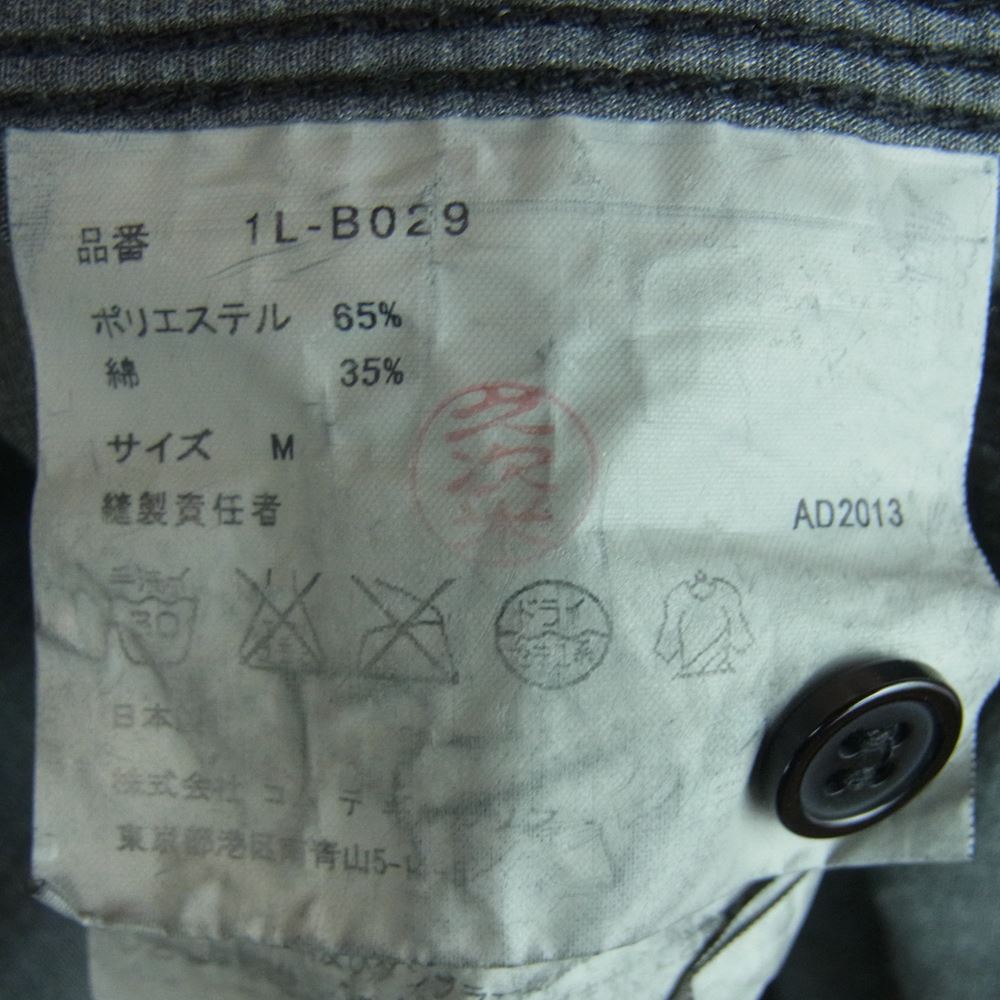 品番 1L-B029
ポリエステル 65%
綿 35%
サイズ M
縫製責任者
AD2013
30
ドライ
日本
株式会社
東京都港区南青山5-